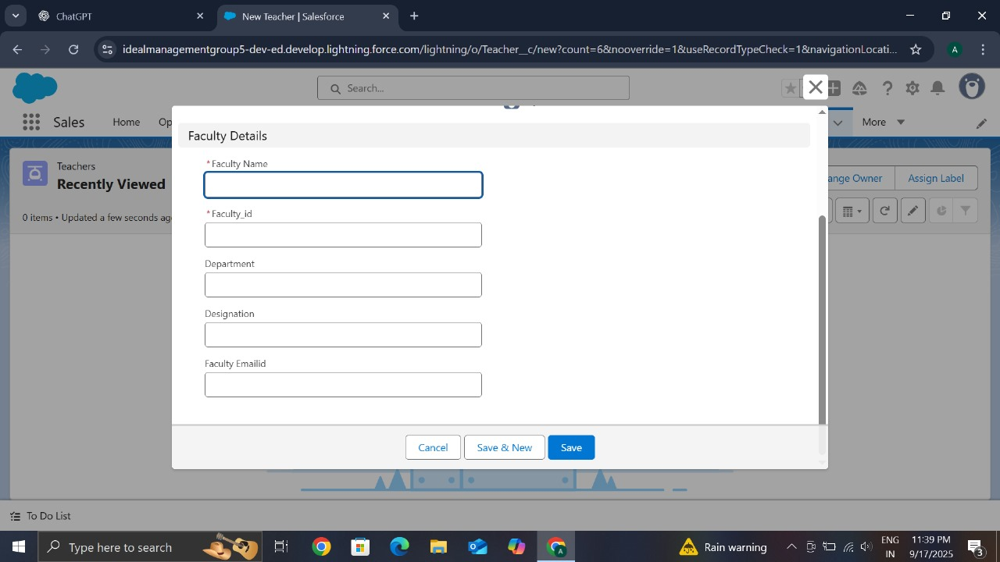 ChatGPT
New Teacher | Salesforce
idealmanagementgroup5-dev-ed.develop.lightning.force.com/lightning/o/Teacher__c/new?count=6&nooverride=1&useRecordTypeCheck=1&navigationLocati...
A
Search...
Sales
Home
Op
More
Teachers
Recently Viewed
ange Owner
Assign Label
0 items • Updated a few seconds ag
Faculty Details
*Faculty Name
*Faculty_id
Department
Designation
Faculty Emailid
Cancel
Save & New
Save
To Do List
Type here to search
A
Rain warning
ENG
IN
11:39 PM
9/17/2025
3